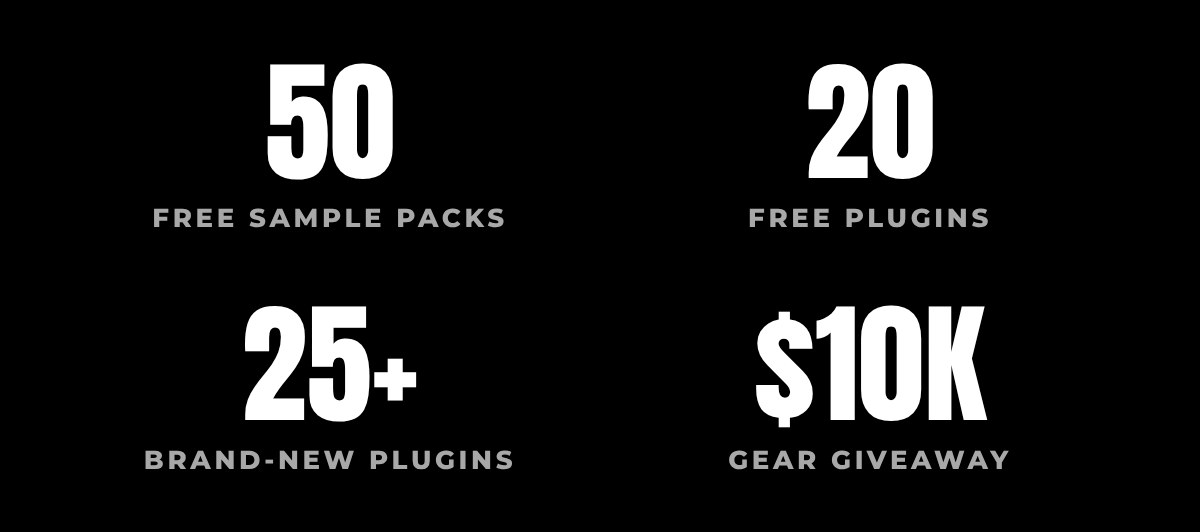 50
FREE SAMPLE PACKS
20
FREE PLUGINS
25+
BRAND-NEW PLUGINS
$10K
GEAR GIVEAWAY